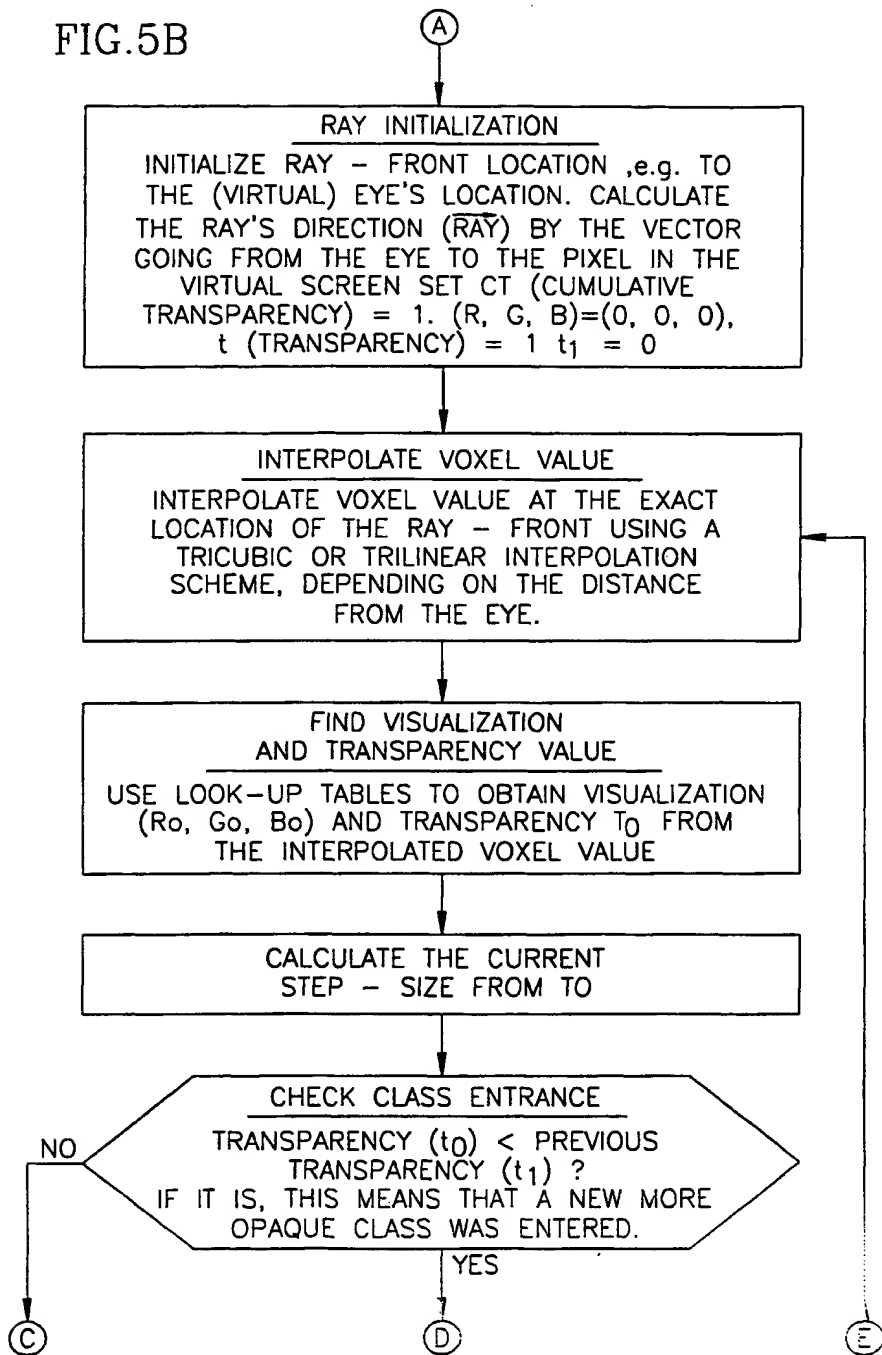 FIG.5B
A
RAY INITIALIZATION
INITIALIZE RAY – FRONT LOCATION ,e.g. TO
THE (VIRTUAL) EYE'S LOCATION. CALCULATE
THE RAY'S DIRECTION (RAY) BY THE VECTOR
GOING FROM THE EYE TO THE PIXEL IN THE
VIRTUAL SCREEN SET CT (CUMULATIVE
TRANSPARENCY) = 1. (R, G, B)=(0, 0, 0),
t (TRANSPARENCY) = 1 t1 = 0
INTERPOLATE VOXEL VALUE
INTERPOLATE VOXEL VALUE AT THE EXACT
LOCATION OF THE RAY – FRONT USING A
TRICUBIC OR TRILINEAR INTERPOLATION
SCHEME, DEPENDING ON THE DISTANCE
FROM THE EYE.
FIND VISUALIZATION
AND TRANSPARENCY VALUE
USE LOOK–UP TABLES TO OBTAIN VISUALIZATION
(Ro, Go, Bo) AND TRANSPARENCY T0 FROM
THE INTERPOLATED VOXEL VALUE
CALCULATE THE CURRENT
STEP – SIZE FROM TO
CHECK CLASS ENTRANCE
TRANSPARENCY (t0) < PREVIOUS
TRANSPARENCY (t1) ?
IF IT IS, THIS MEANS THAT A NEW MORE
OPAQUE CLASS WAS ENTERED.
NO
YES
C
D
E